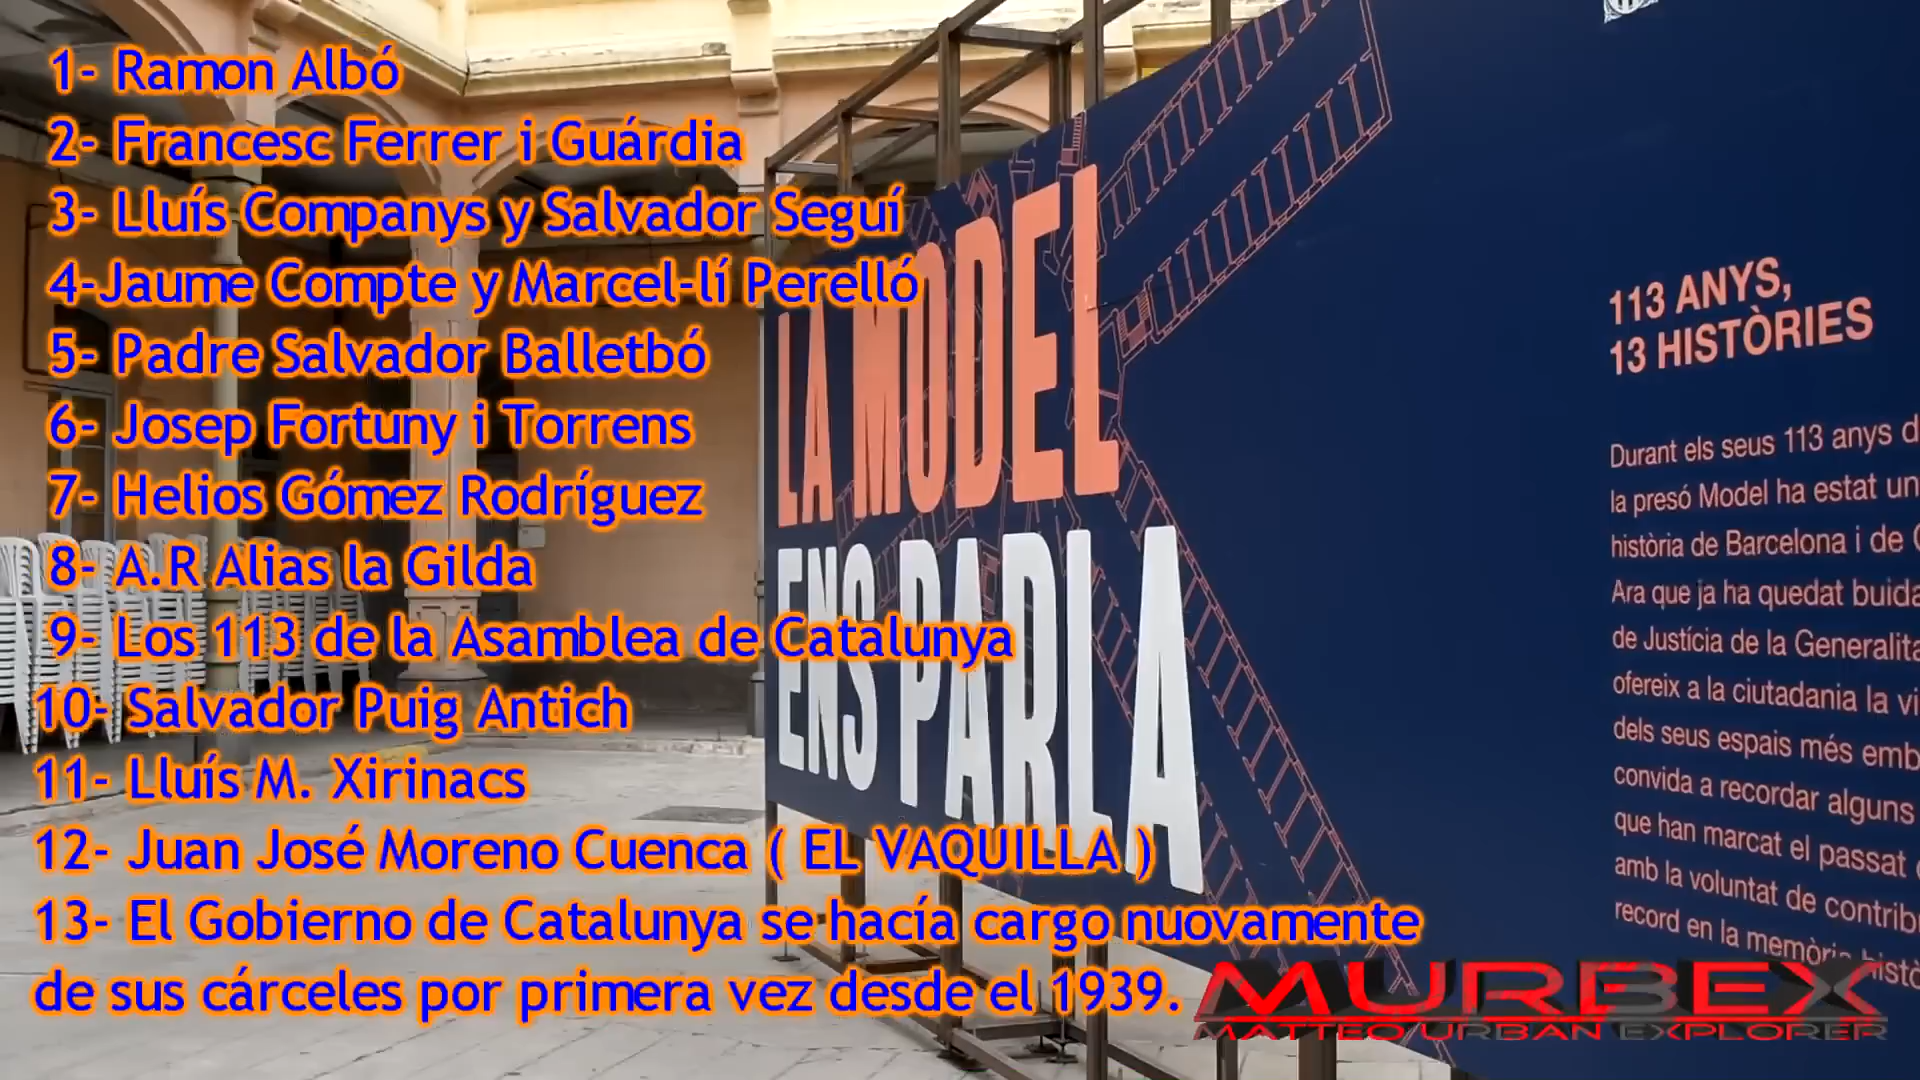 1- Ramon Albó
2- Francesc Ferrer i Guárdia
3- Lluís Companys y Salvador Seguí
4-Jaume Compte y Marcel-lí Perelló
5- Padre Salvador Balletbó
6- Josep Fortuny i Torrens
7- Helios Gómez Rodríguez
8- A.R Alias la Gilda
9- Los 113 de la Asamblea de Catalunya
10- Salvador Puig Antich
11- Lluís M. Xirinacs
12- Juan José Moreno Cuenca ( EL VAQUILLA )
13- El Gobierno de Catalunya se hacía cargo nuovamente
de sus cárceles por primera vez desde el 1939.
LA MODEL
ENS PARLA
113 ANYS,
13 HISTÒRIES
Durant els seus 113 anys
la presó Model ha estat un
història de Barcelona i de
Ara que ja ha quedat
de Justícia de la
ofereix a la ciutadania la
dels seus espais més
convida a recordar alguns
que han marcat el passat
amb la voluntat de
record en la memòria
MURBEX
MATTEO URBAN EXPLORER